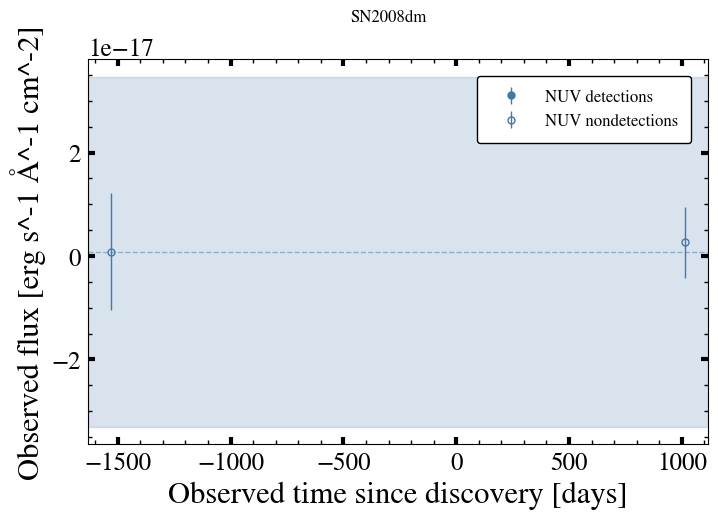 SN2008dm
1e−17
NUV detections
NUV nondetections
2
0
−2
Observed flux [erg s^-1 Å^-1 cm^-2]
−1500 −1000 −500 0 500 1000
Observed time since discovery [days]